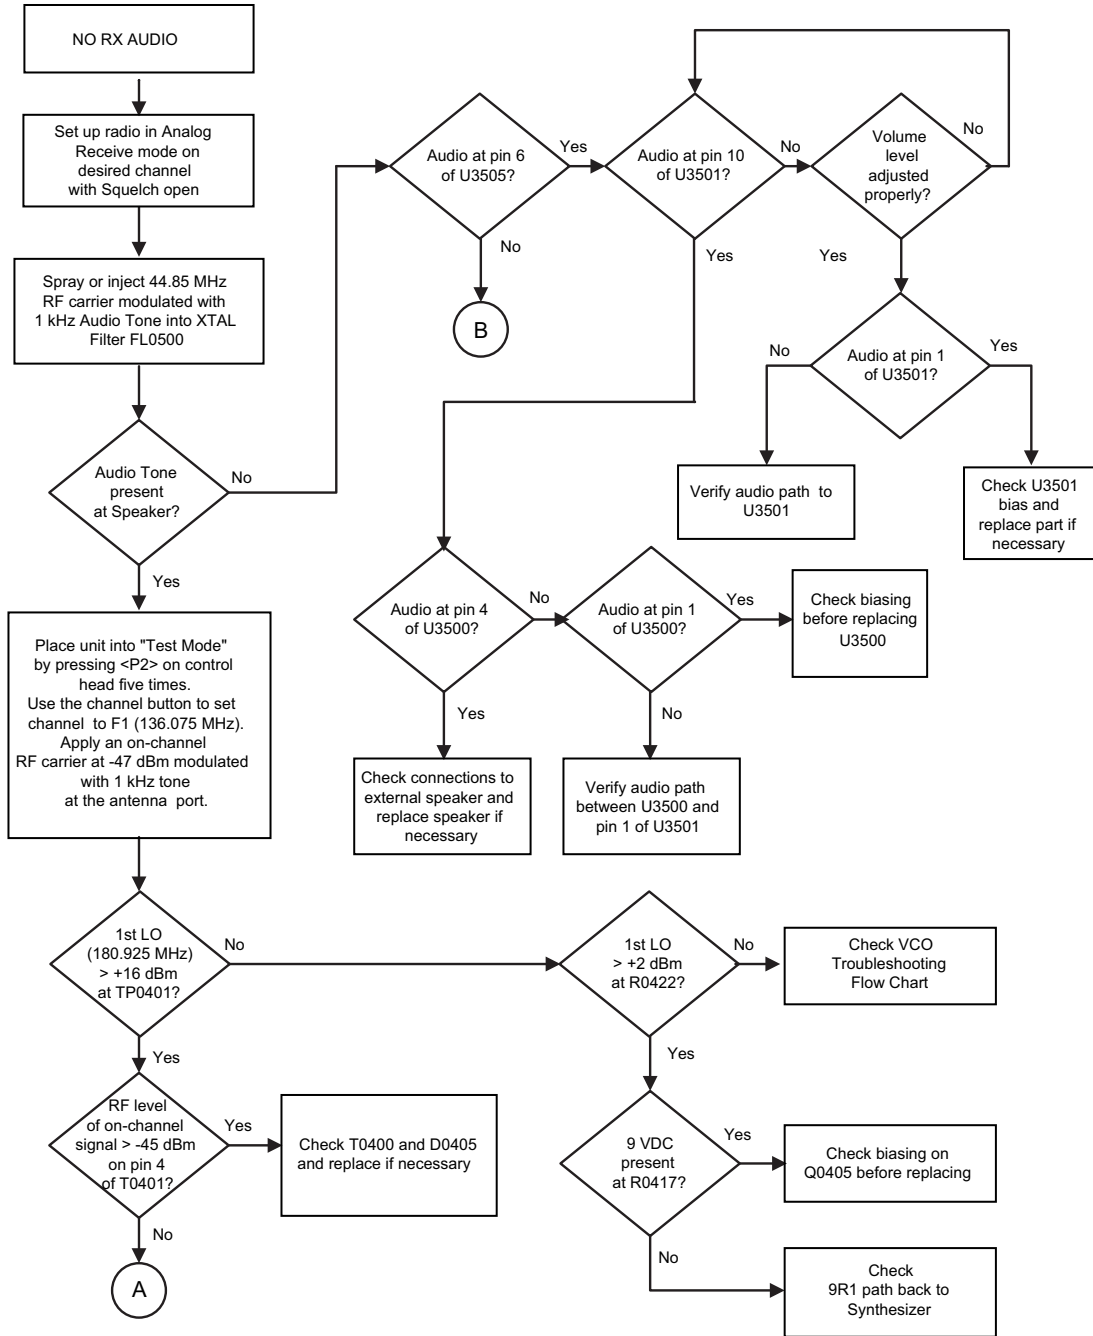 NO RX AUDIO
Set up radio in Analog
Receive mode on
desired channel
with Squelch open
Spray or inject 44.85 MHz
RF carrier modulated with
1 kHz Audio Tone into XTAL
Filter FL0500
Audio Tone
present
at Speaker?
No
Yes
Place unit into "Test Mode"
by pressing <P2> on control
head five times.
Use the channel button to set
channel to F1 (136.075 MHz).
Apply an on-channel
RF carrier at -47 dBm modulated
with 1 kHz tone
at the antenna port.
1st LO
(180.925 MHz)
> +16 dBm
at TP0401?
No
Yes
RF level
of on-channel
signal > -45 dBm
on pin 4
of T0401?
Yes
No
A
Check T0400 and D0405
and replace if necessary
Audio at pin 6
of U3505?
Yes
No
B
Audio at pin 10
of U3501?
No
Yes
Volume
level
adjusted
properly?
No
Yes
Audio at pin 1
of U3501?
No
Yes
Verify audio path to
U3501
Check U3501
bias and
replace part if
necessary
Audio at pin 4
of U3500?
No
Yes
Audio at pin 1
of U3500?
Yes
No
Check biasing
before replacing
U3500
Check connections to
external speaker and
replace speaker if
necessary
Verify audio path
between U3500 and
pin 1 of U3501
1st LO
> +2 dBm
at R0422?
No
Yes
Check VCO
Troubleshooting
Flow Chart
9 VDC
present
at R0417?
Yes
No
Check biasing on
Q0405 before replacing
Check
9R1 path back to
Synthesizer